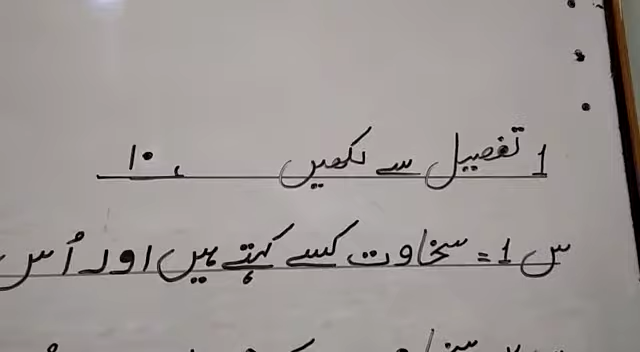 1 تفصیل سے لکھیں ۱۰
س 1 = سخاوت کسے کہتے ہیں اور اُس